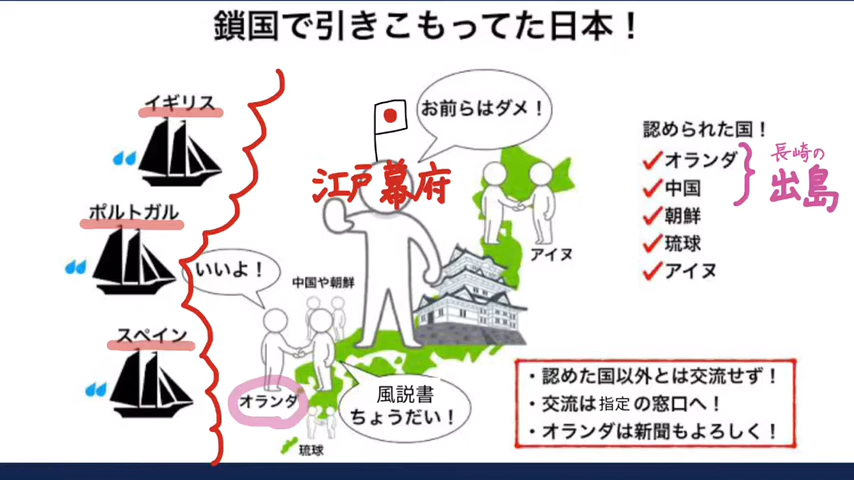 鎖国で引きこもってた日本！
イギリス
ポルトガル
スペイン
お前らはダメ！
江戸幕府
いいよ！
中国や朝鮮
アイヌ
オランダ
風説書
ちょうだい！
琉球
認められた国！
オランダ
中国
朝鮮
琉球
アイヌ
長崎の
出島
・認めた国以外とは交流せず！
・交流は指定の窓口へ！
・オランダは新聞もよろしく！